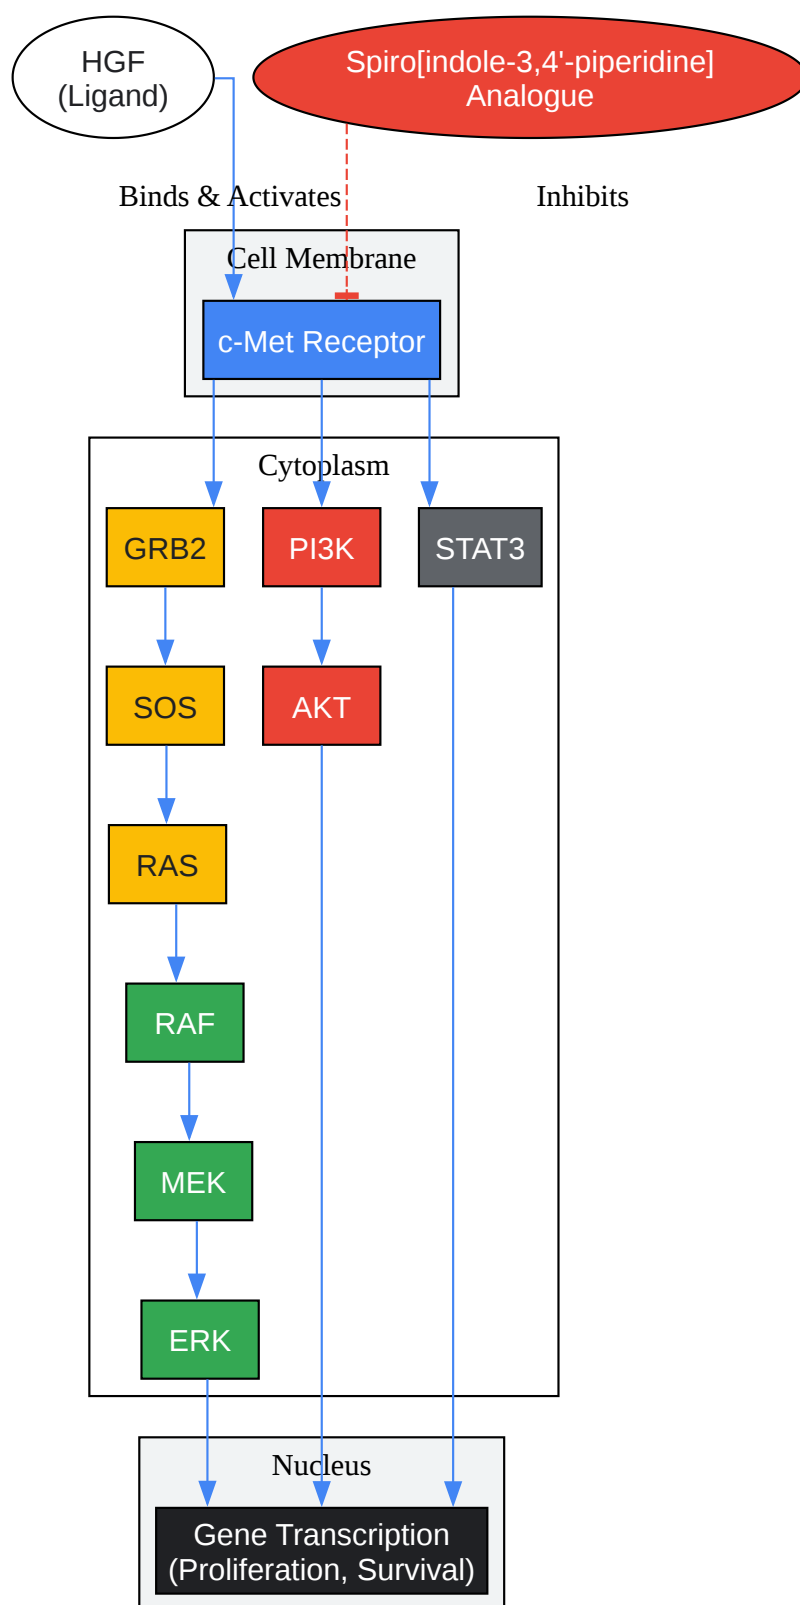 HGF
(Ligand)
Spiro[indole-3,4'-piperidine]
Analogue
Binds & Activates
Inhibits
Cell Membrane
c-Met Receptor
Cytoplasm
GRB2
PI3K
STAT3
SOS
AKT
RAS
RAF
MEK
ERK
Nucleus
Gene Transcription
(Proliferation, Survival)